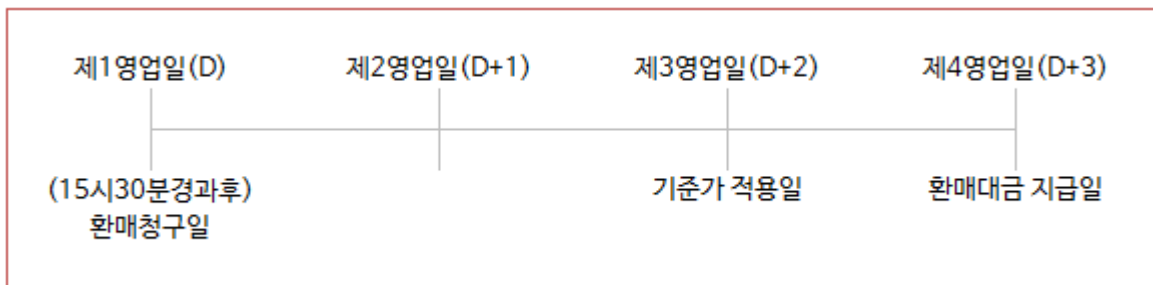 제1영업일(D) 제2영업일(D+1) 제3영업일(D+2) 제4영업일(D+3)
(15시30분경과후) 기준가 적용일 환매대금 지급일
환매청구일